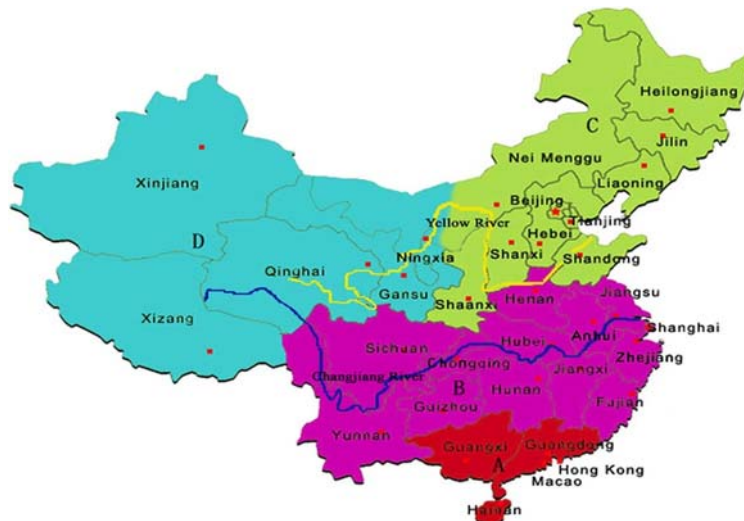 Heilongjiang
C
Jilin
Nei Menggu
Liaoning
Xinjiang
Beijing
Tianjing
Yellow River
Hebei
D
Ningxia
Shanxi
Shandong
Qinghai
Gansu
Shaanxi
Henan
Jiangsu
Xizang
Anhui
Shanghai
Hubei
Sichuan
Zhejiang
Chongqing
Jiangxi
Changjiang River
B
Hunan
Guizhou
Fujian
Yunnan
Guangxi
Guangdong
A
Hong Kong
Macao
Hainan